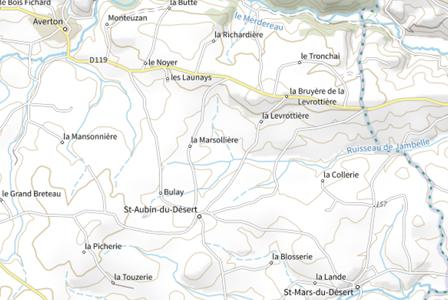 le Bois Fichard
la Butte
Averton
Monteuzan
le Merdereau
la Richardière
D119
le Noyer
le Tronchai
les Launays
la Bruyère de la
Levrottière
la Levrottière
la Mansonnière
la Marsollière
Ruisseau de Jambelle
la Collerie
le Grand Breteau
Bulay
157
St-Aubin-du-Désert
la Picherie
la Blosserie
la Touzerie
la Lande
St-Mars-du-Désert